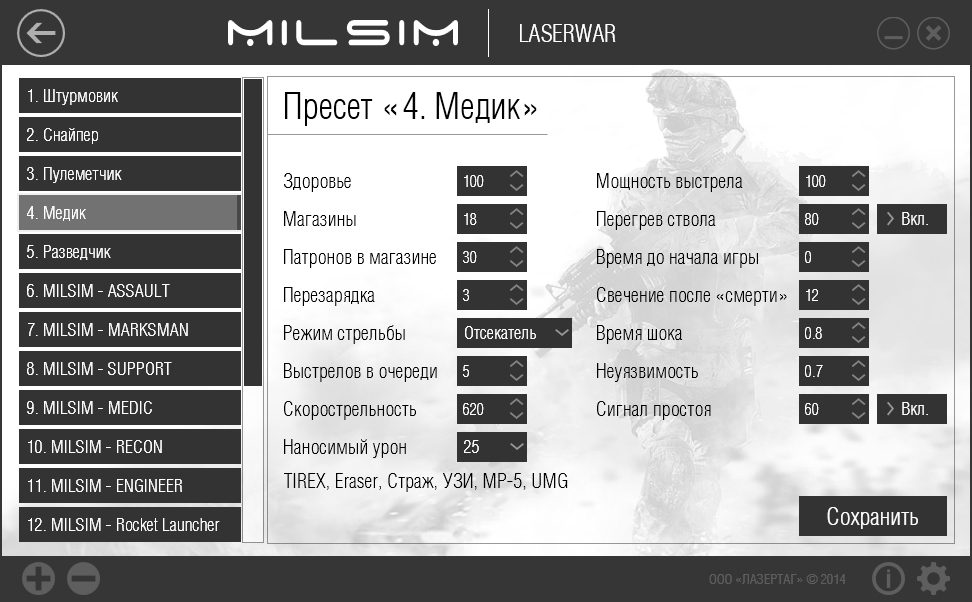 MILSIM LASERWAR
1. Штурмовик
2. Снайпер
3. Пулеметчик
4. Медик
5. Разведчик
6. MILSIM - ASSAULT
7. MILSIM - MARKSMAN
8. MILSIM - SUPPORT
9. MILSIM - MEDIC
10. MILSIM - RECON
11. MILSIM - ENGINEER
12. MILSIM - Rocket Launcher
Пресет «4. Медик»
Здоровье 100
Магазины 18
Патронов в магазине 30
Перезарядка 3
Режим стрельбы Отсекатель
Выстрелов в очереди 5
Скорострельность 620
Наносимый урон 25
TIREX, Eraser, Страж, УЗИ, MP-5, UMG
Мощность выстрела 100
Перегрев ствола 80 Вкл.
Время до начала игры 0
Свечение после «смерти» 12
Время шока 0.8
Неуязвимость 0.7
Сигнал простоя 60 Вкл.
Сохранить
ООО «ЛАЗЕРТАГ» © 2014